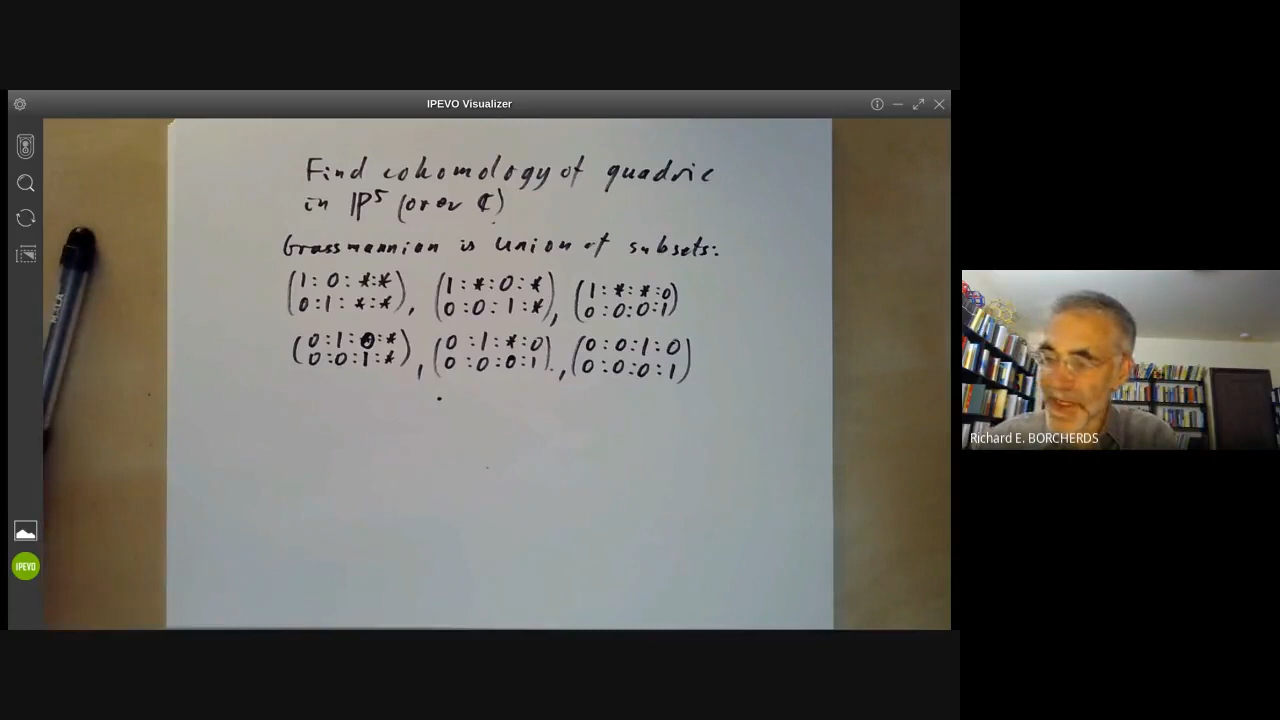 IPEVO Visualizer
Find cohomology of quadric
in ℙ⁵ (over ℂ)
Grassmannian is union of subsets:
(1:0:*:*
0:1:*:*), (1:*:0:*
0:0:1:*), (1:*:*:0
0:0:0:1)
(0:1:0:*
0:0:1:*), (0:1:*:0
0:0:0:1), (0:0:1:0
0:0:0:1)
IPEVO
Richard E. BORCHERDS